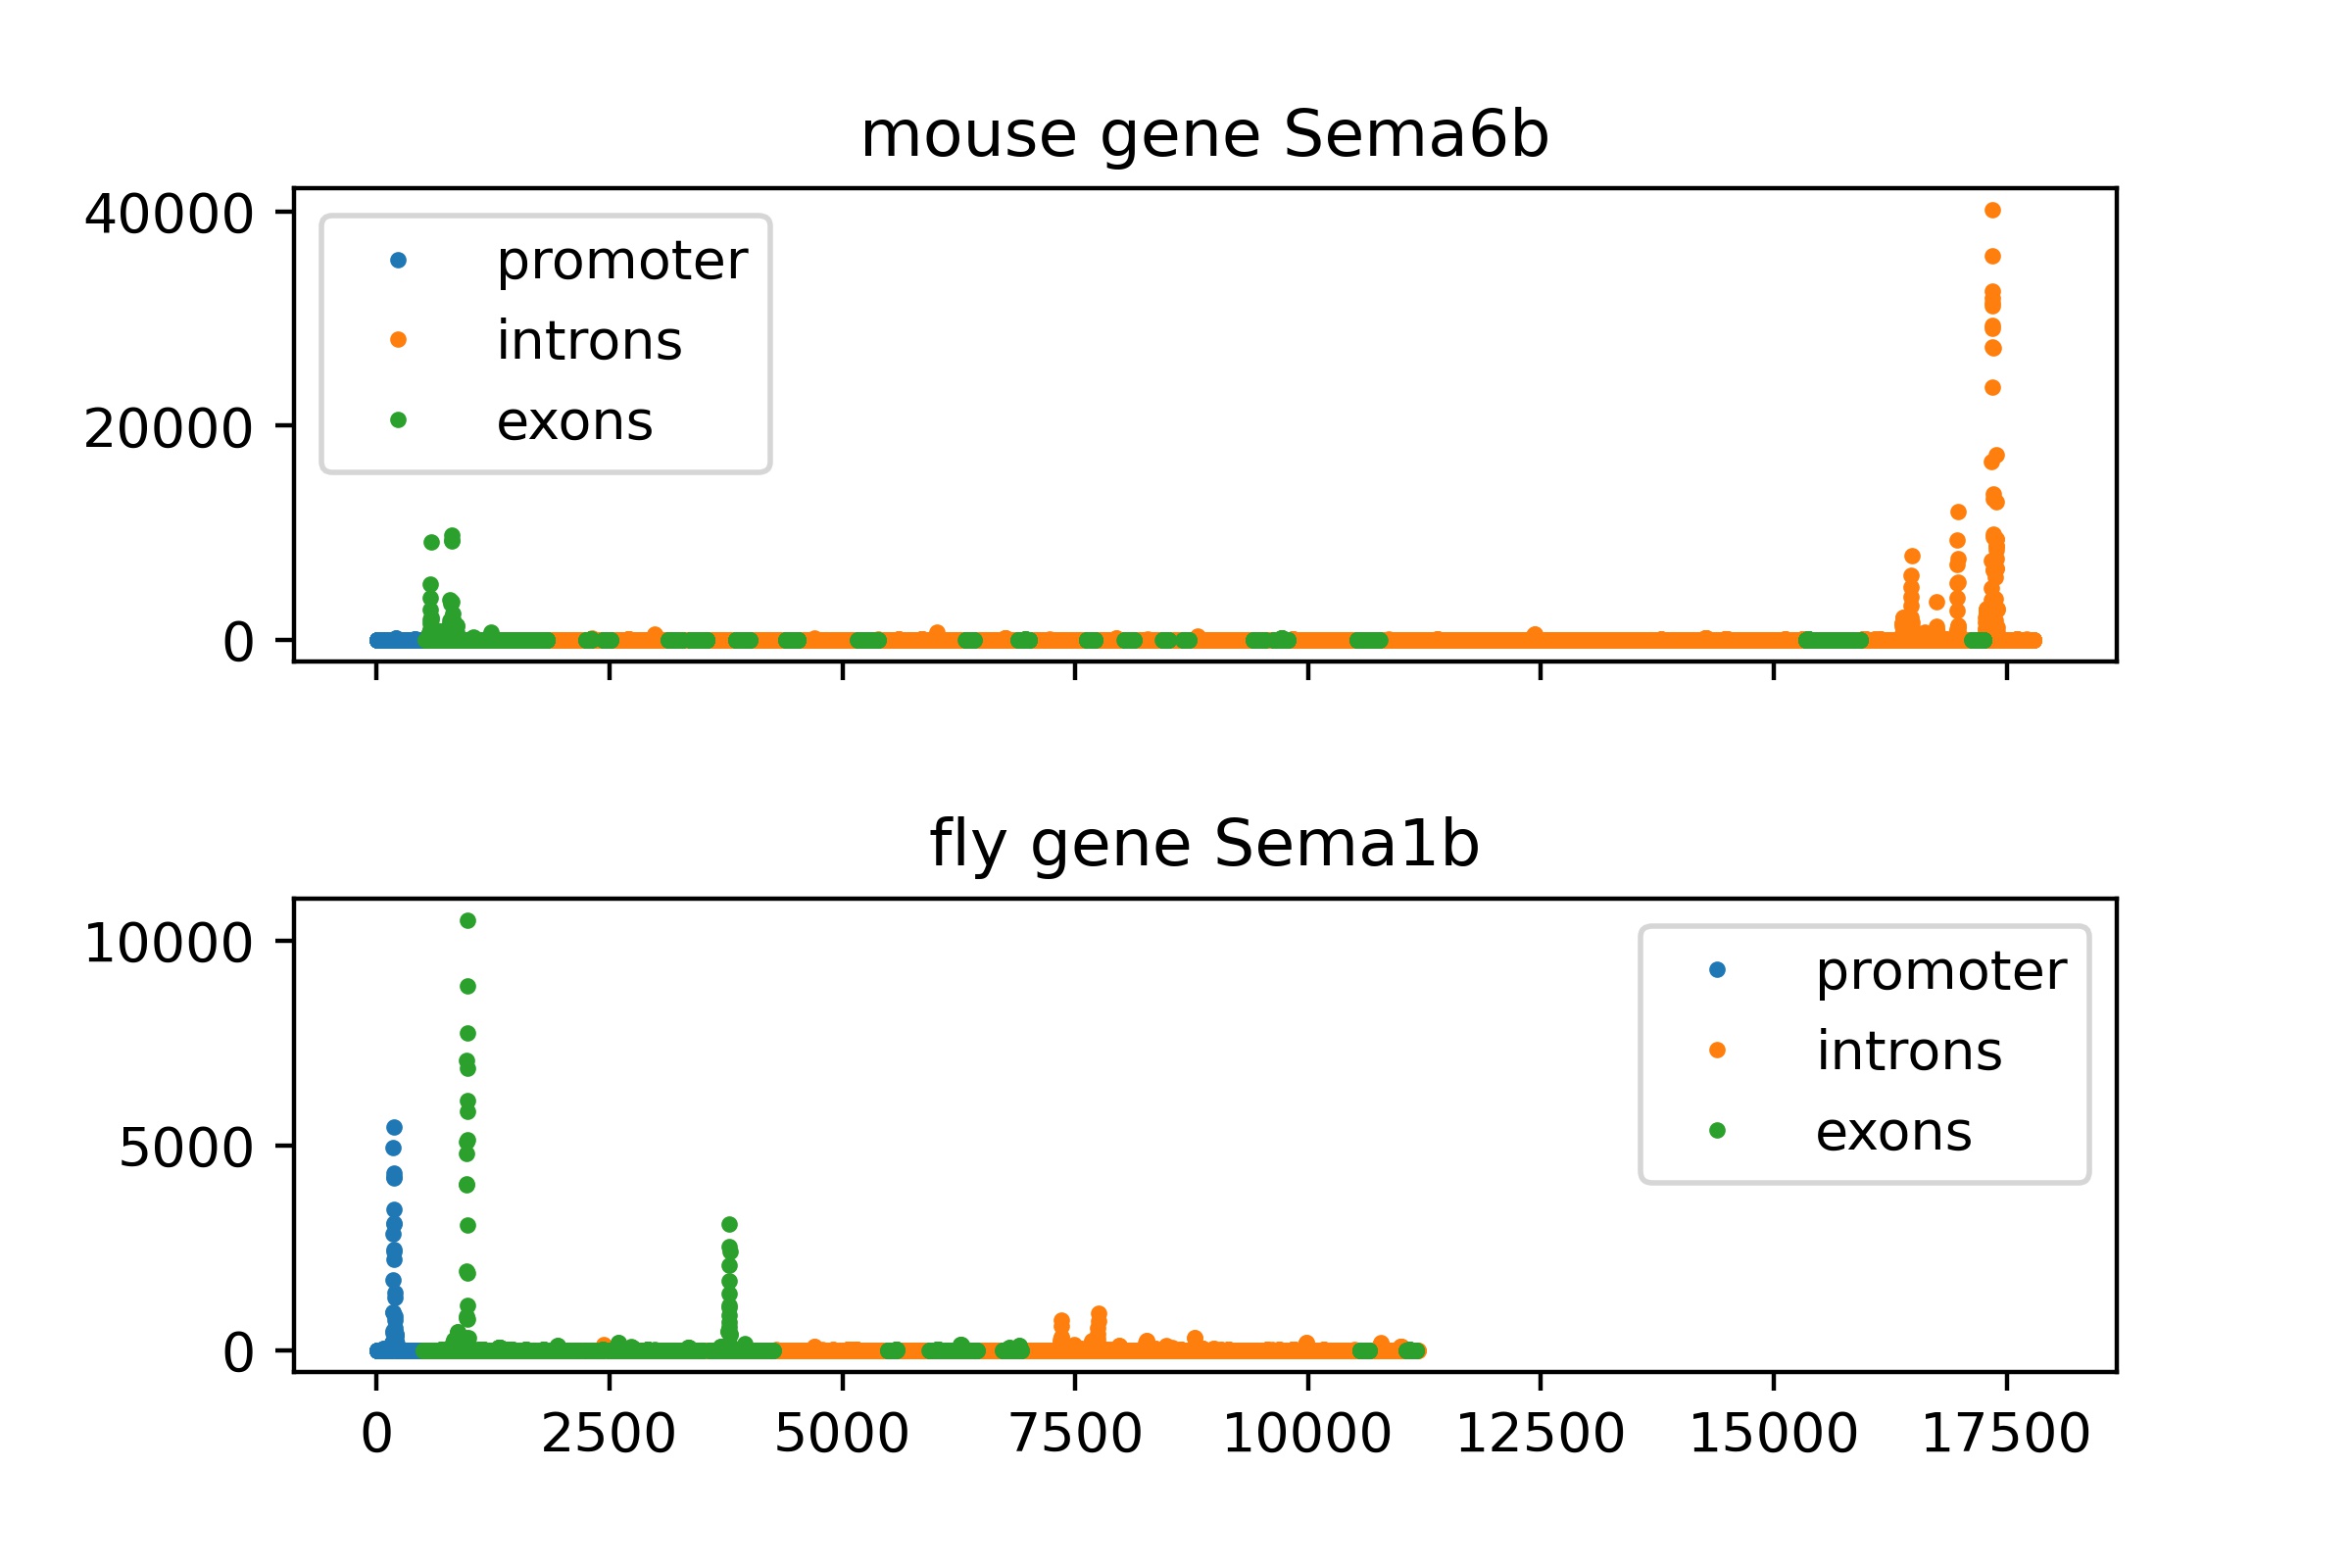 mouse gene Sema6b
40000
20000
0
promoter
introns
exons
fly gene Sema1b
10000
5000
0
promoter
introns
exons
0 2500 5000 7500 10000 12500 15000 17500